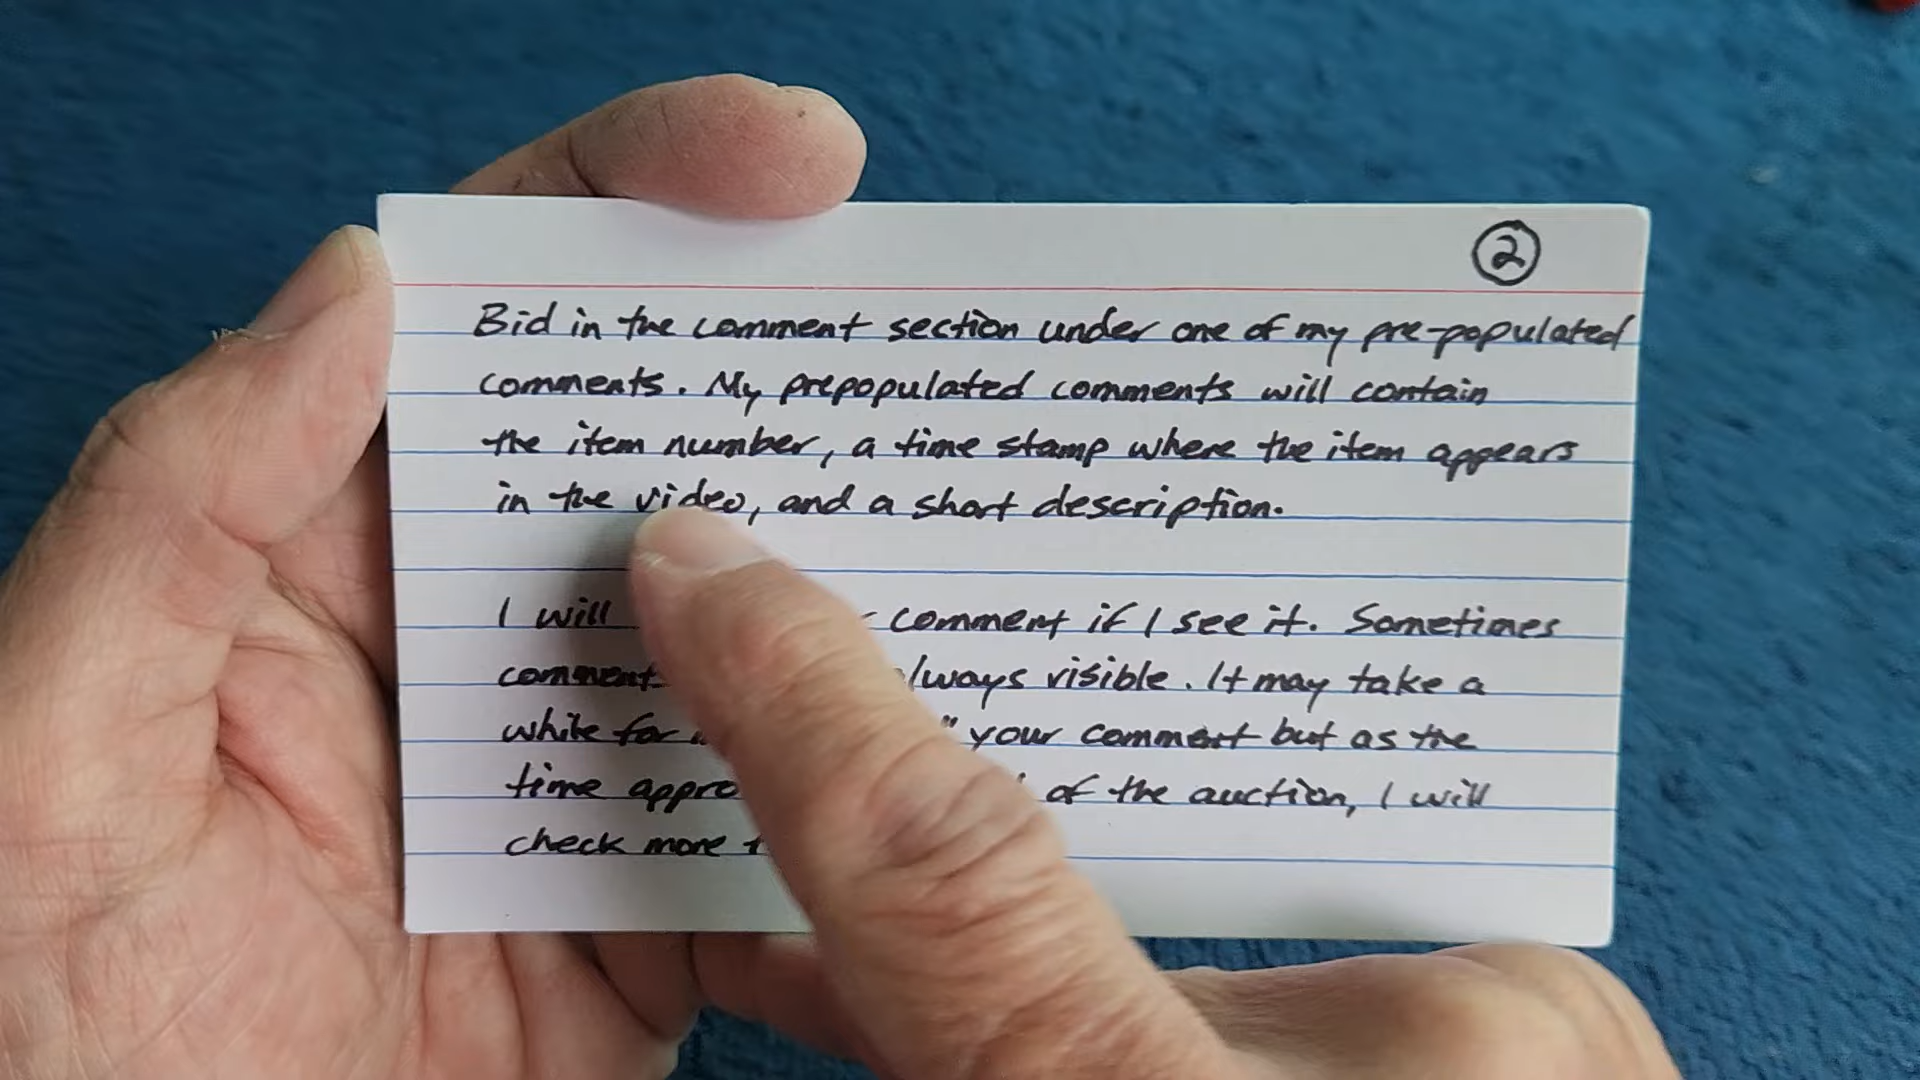 2
Bid in the comment section under one of my pre-populated
comments. My prepopulated comments will contain
the item number, a time stamp where the item appears
in the video, and a short description.
I will comment if I see it. Sometimes
comment visible. It may take a
while for " your comment but as the
time of the auction, I will
check more